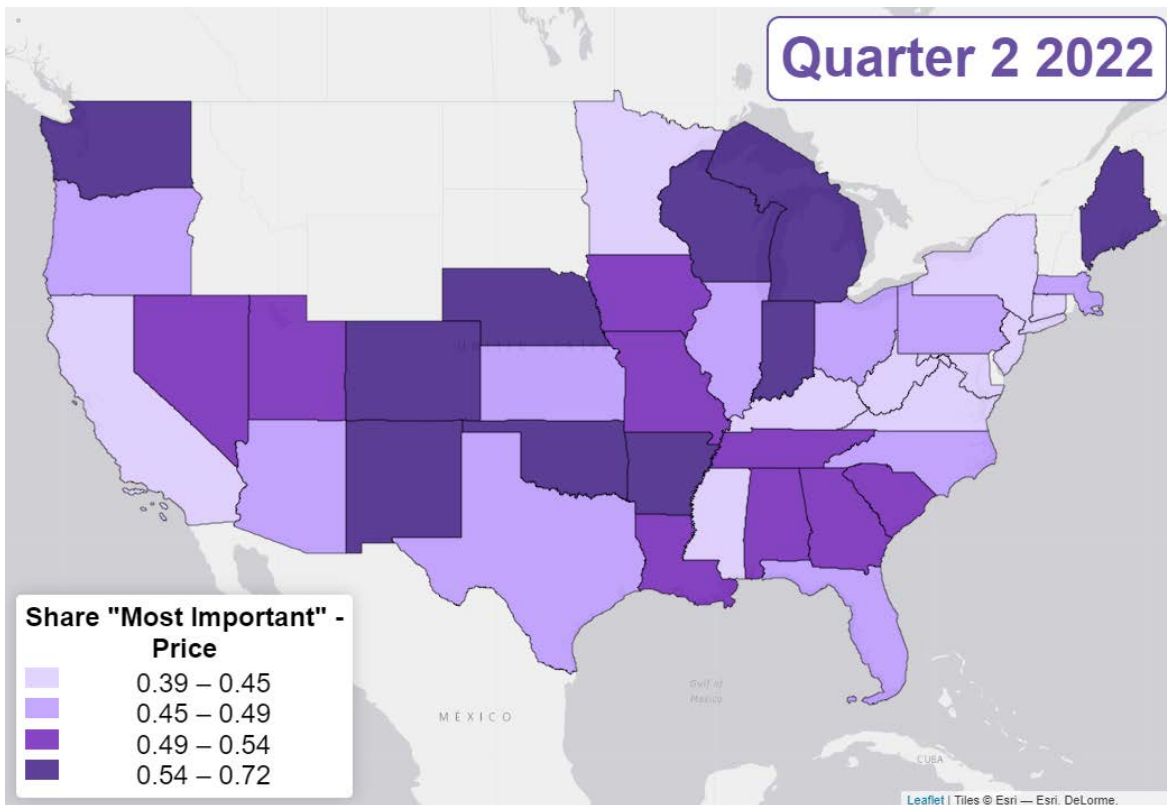 Quarter 2 2022
Share "Most Important" -
Price
0.39 – 0.45
0.45 – 0.49
0.49 – 0.54
0.54 – 0.72
Gulf of
Mexico
MÉXICO
CUBA
Leaflet | Tiles © Esri — Esri, DeLorme,